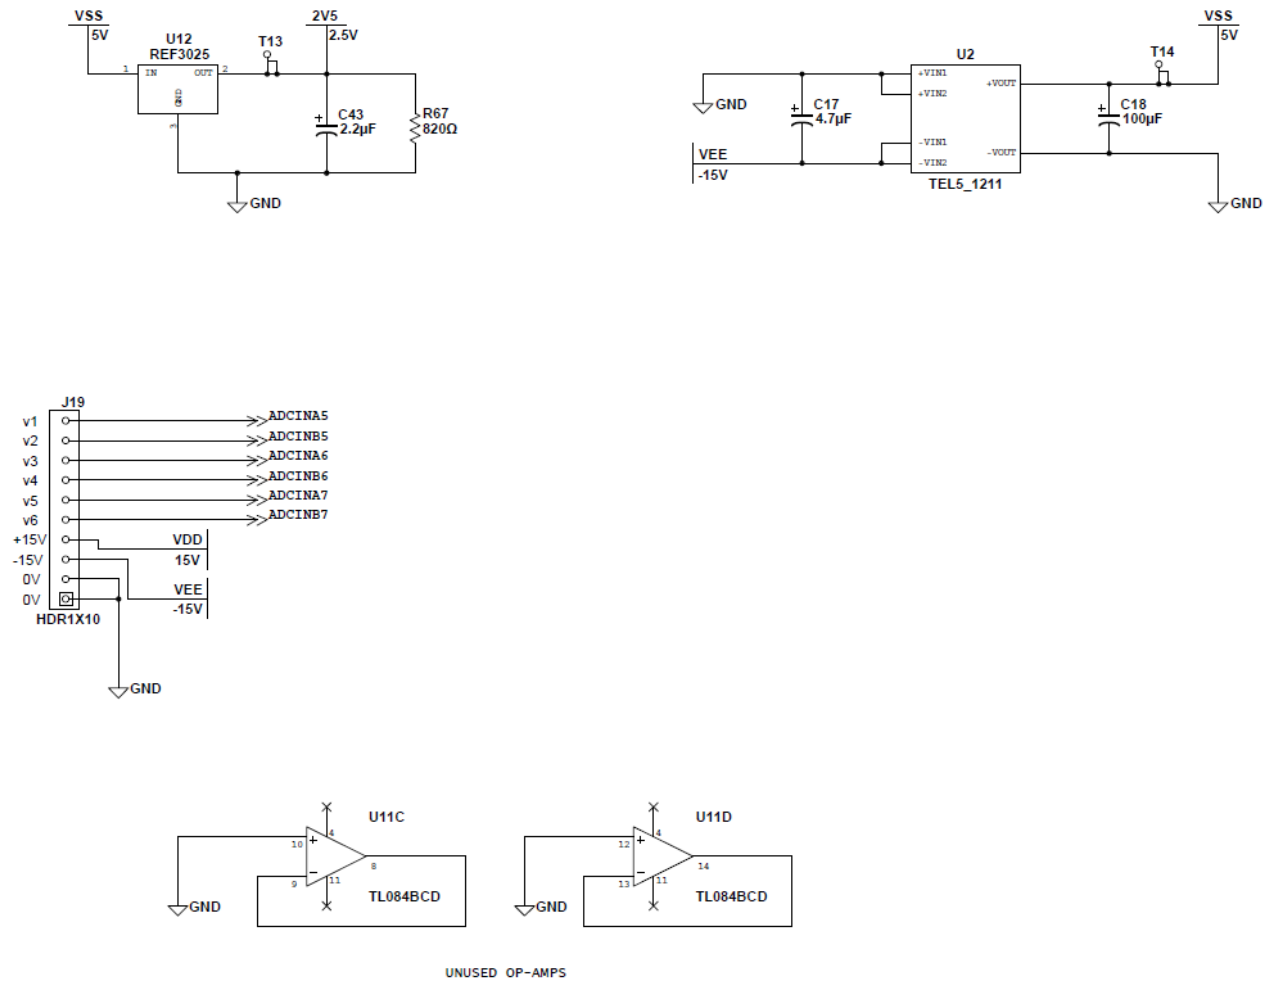 VSS
5V
U12
REF3025
1
IN
OUT
2
GND
3
T13
2V5
2.5V
+
C43
2.2µF
R67
820Ω
GND
VSS
5V
T14
U2
+VIN1
+VIN2
-VIN1
-VIN2
+VOUT
-VOUT
TEL5_1211
GND
+
C17
4.7µF
VEE
-15V
+
C18
100µF
GND
J19
v1
ADCINA5
v2
ADCINB5
v3
ADCINA6
v4
ADCINB6
v5
ADCINA7
v6
ADCINB7
+15V
VDD
15V
-15V
0V
VEE
-15V
0V
HDR1X10
GND
U11C
4
10
+
8
9
−
11
TL084BCD
GND
U11D
4
12
+
14
13
−
11
TL084BCD
GND
UNUSED OP-AMPS